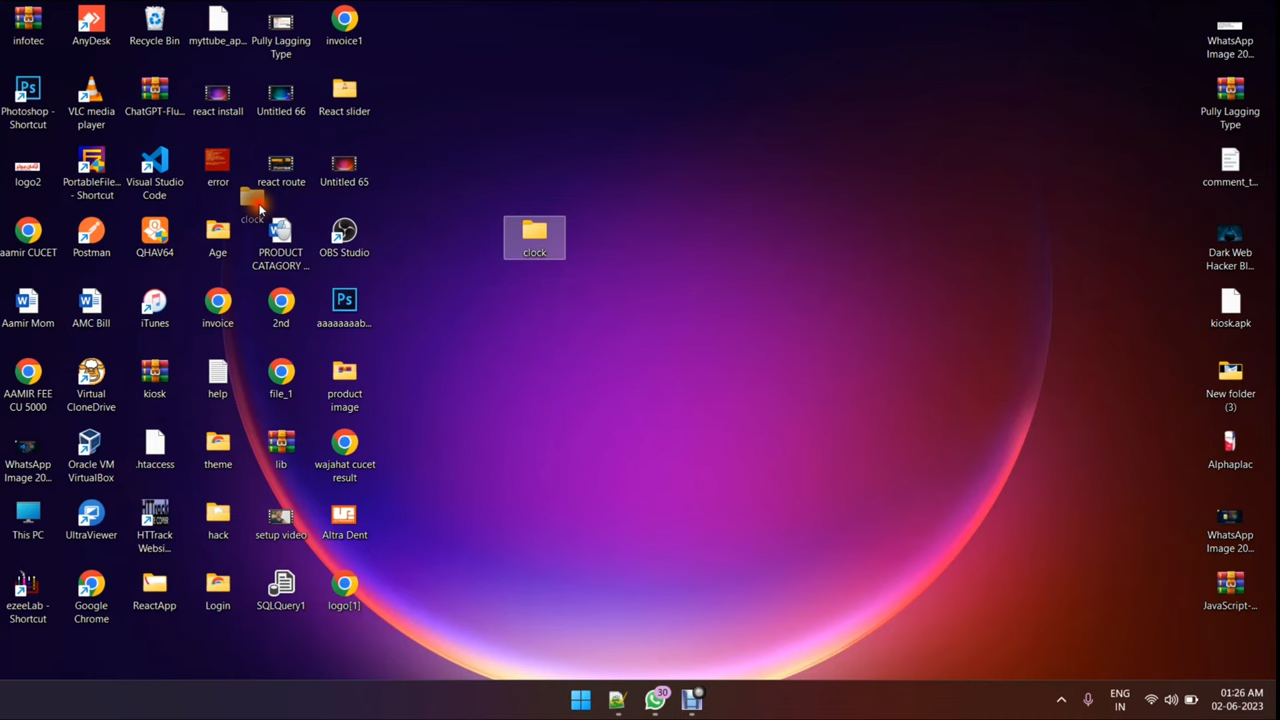 infotec
AnyDesk
Recycle Bin
myttube_ap...
Pully Lagging
Type
invoice1
WhatsApp
Image 20...
Photoshop -
Shortcut
VLC media
player
ChatGPT-Flu...
react install
Untitled 66
React slider
Pully Lagging
Type
logo2
PortableFile...
- Shortcut
Visual Studio
Code
error
react route
Untitled 65
comment_t...
clock
aamir CUCET
Postman
QHAV64
Age
PRODUCT
CATAGORY ...
OBS Studio
clock
Dark Web
Hacker Bl...
Aamir Mom
AMC Bill
iTunes
invoice
2nd
aaaaaaaab...
kiosk.apk
AAMIR FEE
CU 5000
Virtual
CloneDrive
kiosk
help
file_1
product
image
New folder
(3)
WhatsApp
Image 20...
Oracle VM
VirtualBox
.htaccess
theme
lib
wajahat cucet
result
Alphaplac
This PC
UltraViewer
HTTrack
Websi...
hack
setup video
Altra Dent
WhatsApp
Image 20...
ezeeLab -
Shortcut
Google
Chrome
ReactApp
Login
SQLQuery1
logo[1]
JavaScript-...
30
ENG
IN
01:26 AM
02-06-2023